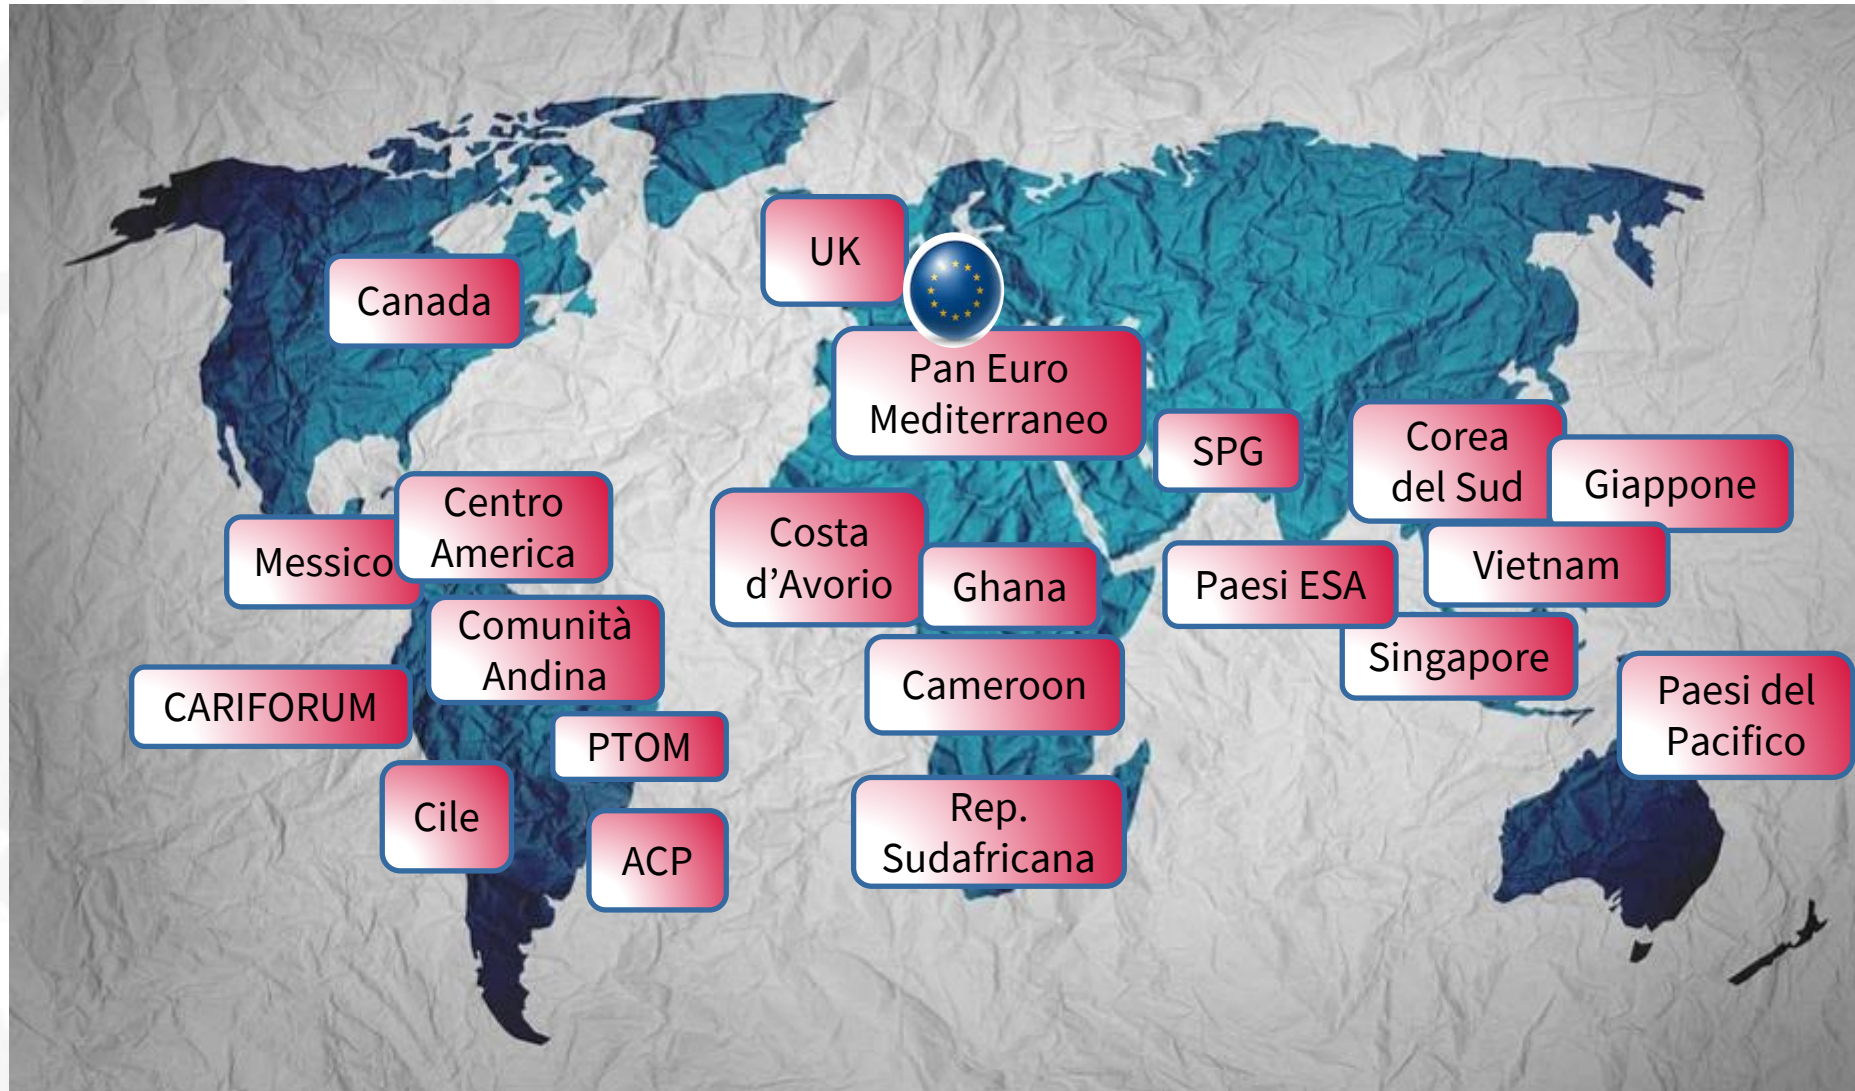 UK
Canada
Pan Euro
Mediterraneo
SPG
Corea
del Sud
Giappone
Centro
America
Messico
Costa
d’Avorio
Ghana
Paesi ESA
Vietnam
Comunità
Andina
Singapore
CARIFORUM
Cameroon
Paesi del
Pacifico
PTOM
Cile
Rep.
Sudafricana
ACP